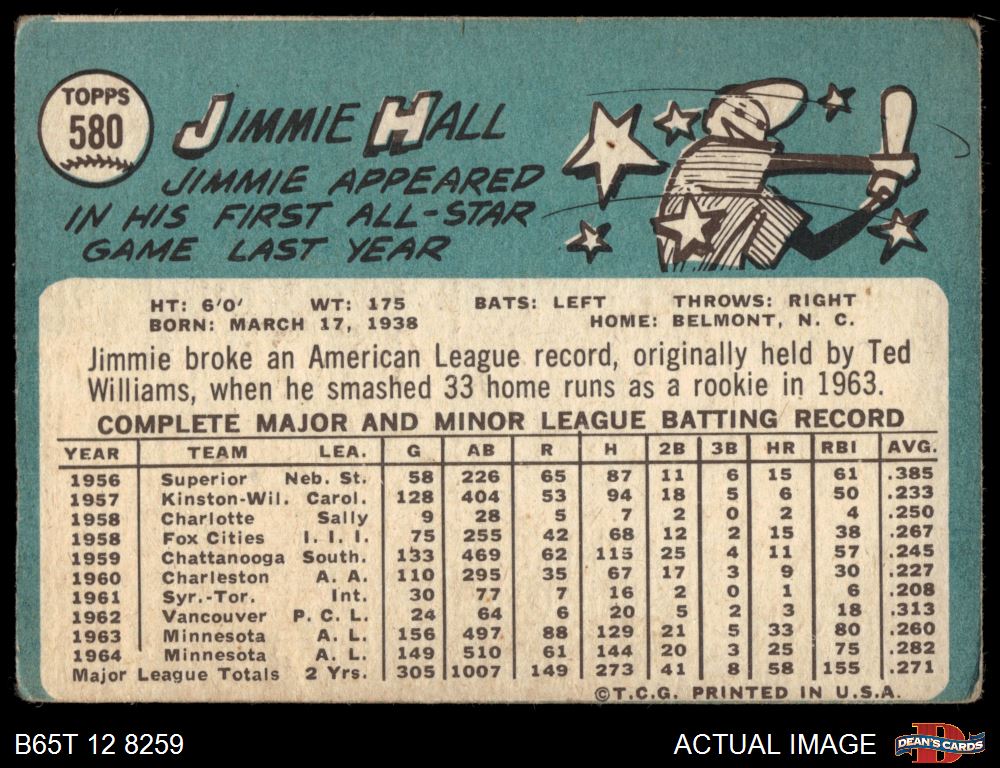 TOPPS
580
JIMMIE HALL
JIMMIE APPEARED
IN HIS FIRST ALL-STAR
GAME LAST YEAR
HT: 6'0' WT: 175 BATS: LEFT THROWS: RIGHT
BORN: MARCH 17, 1938 HOME: BELMONT, N. C.
Jimmie broke an American League record, originally held by Ted
Williams, when he smashed 33 home runs as a rookie in 1963.
COMPLETE MAJOR AND MINOR LEAGUE BATTING RECORD
YEAR TEAM LEA. G AB R H 2B 3B HR RBI AVG.
1956 Superior Neb. St. 58 226 65 87 11 6 15 61 .385
1957 Kinston-Wil. Carol. 128 404 53 94 18 5 6 50 .233
1958 Charlotte Sally 9 28 5 7 2 0 2 4 .250
1958 Fox Cities I. I. I. 75 255 42 68 12 2 15 38 .267
1959 Chattanooga South. 133 469 62 115 25 4 11 57 .245
1960 Charleston A. A. 110 295 35 67 17 3 9 30 .227
1961 Syr.-Tor. Int. 30 77 7 16 2 0 1 6 .208
1962 Vancouver P. C. L. 24 64 6 20 5 2 3 18 .313
1963 Minnesota A. L. 156 497 88 129 21 5 33 80 .260
1964 Minnesota A. L. 149 510 61 144 20 3 25 75 .282
Major League Totals 2 Yrs. 305 1007 149 273 41 8 58 155 .271
©T.C.G. PRINTED IN U.S.A.
B65T 12 8259 ACTUAL IMAGE DEAN'S CARDS